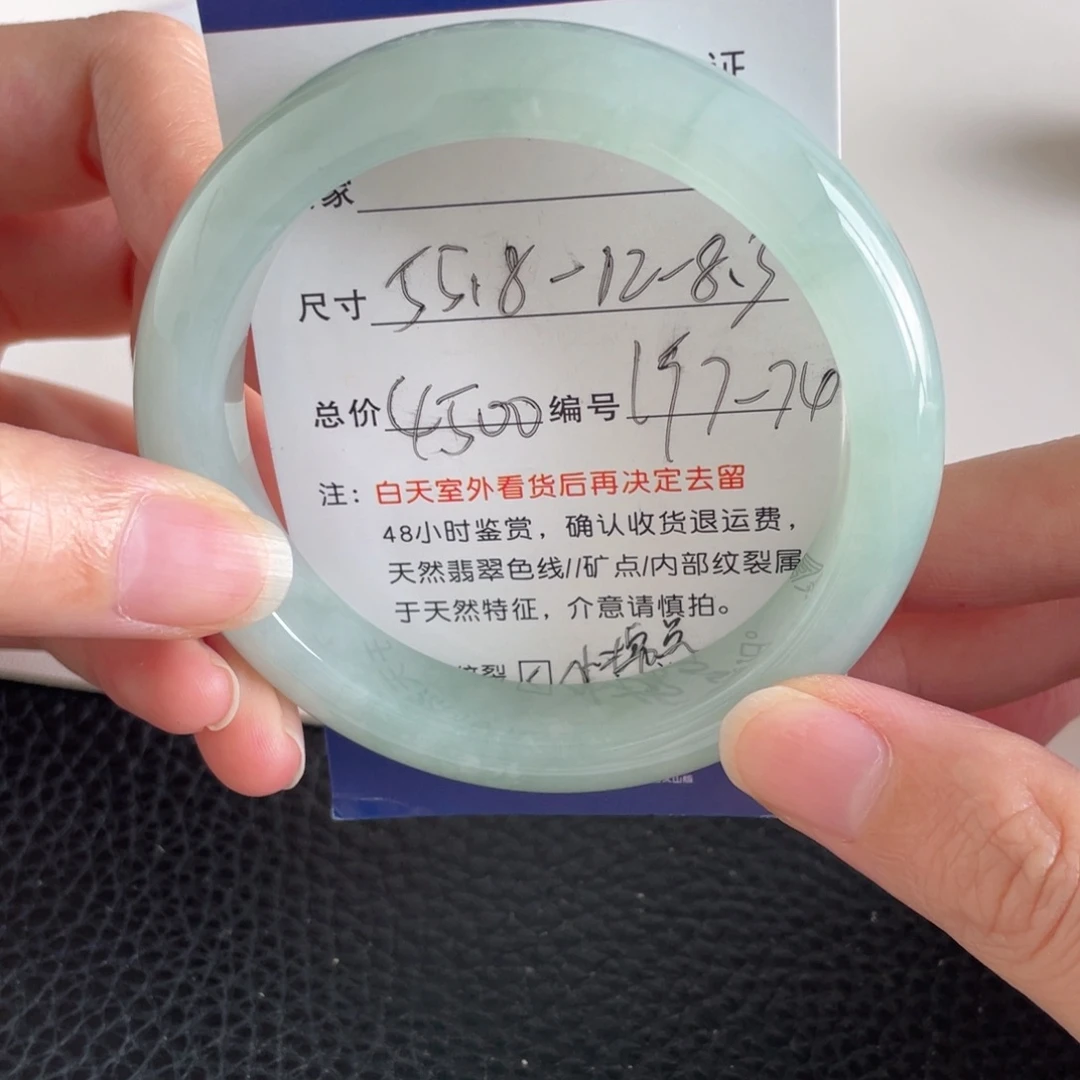 证
家
尺寸 55.8-12-8.3
总价 4500 编号 197-74
注：白天室外看货后再决定去留
48小时鉴赏，确认收货退运费，
天然翡翠色线//矿点/内部纹裂属
于天然特征，介意请慎拍。
纹裂